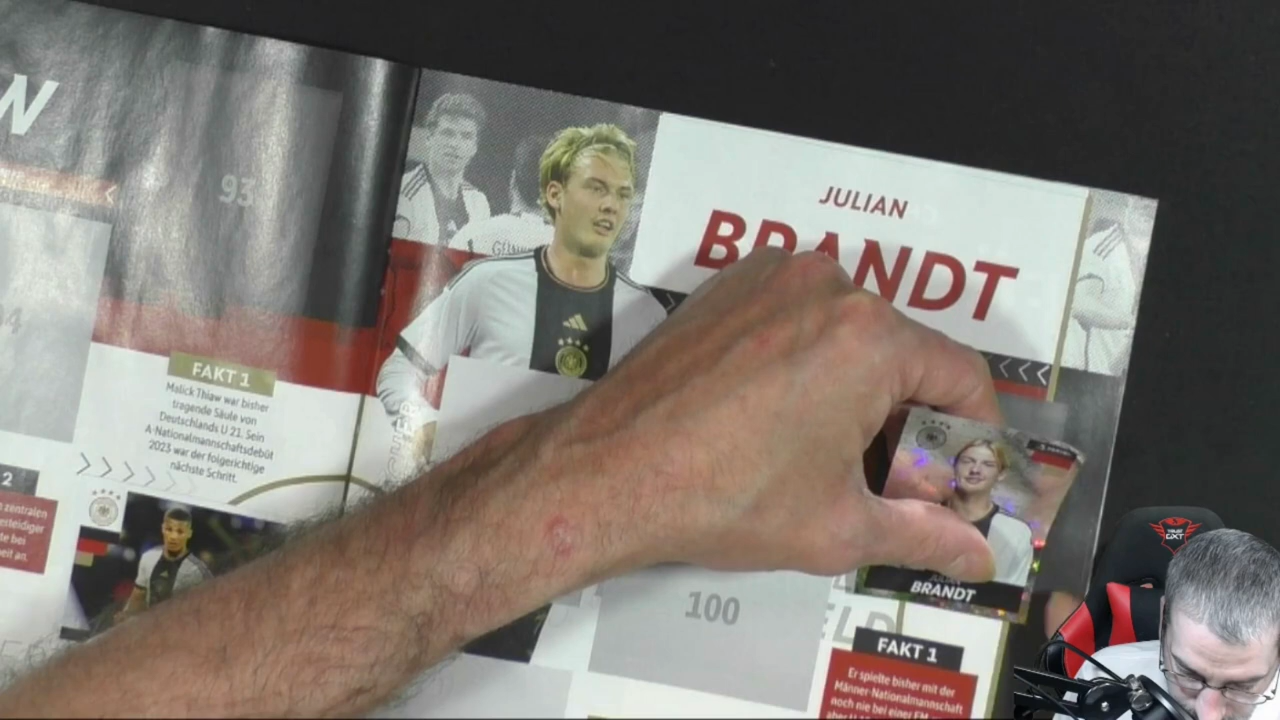 N
93
FAKT 1
Malick Thiaw war bisher
tragende Säule von
Deutschlands U 21. Sein
A-Nationalmannschaftsdebüt
2023 war der folgerichtige
nächste Schritt.
2
zentralen
JULIAN
BRANDT
BRANDT
100
FAKT 1
Er spielte bisher mit der
Männer-Nationalmannschaft
noch nie bei einer EM